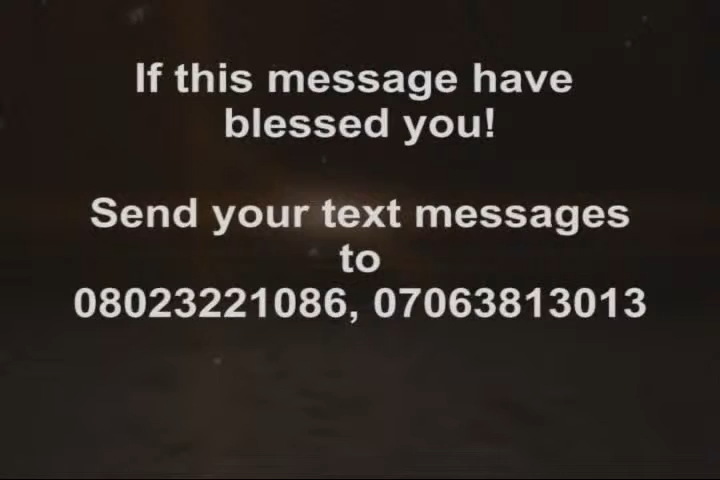 If this message have
blessed you!
Send your text messages
to
08023221086, 07063813013